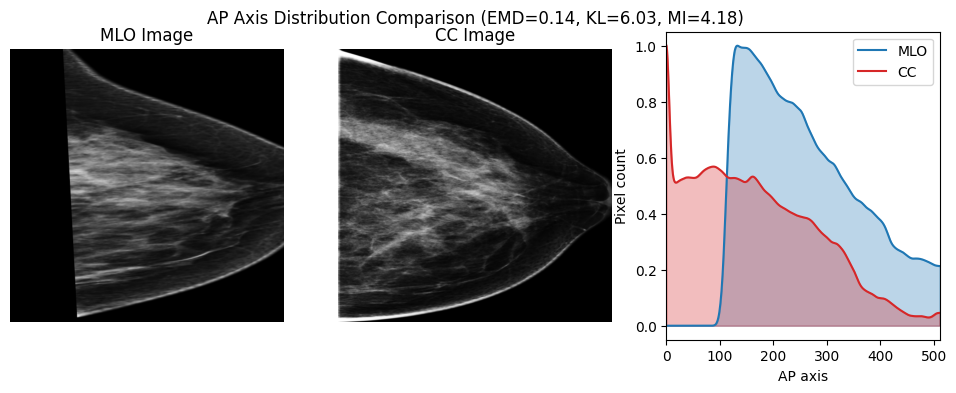 AP Axis Distribution Comparison (EMD=0.14, KL=6.03, MI=4.18)
MLO Image
CC Image
MLO
CC
Pixel count
1.0
0.8
0.6
0.4
0.2
0.0
0 100 200 300 400 500
AP axis